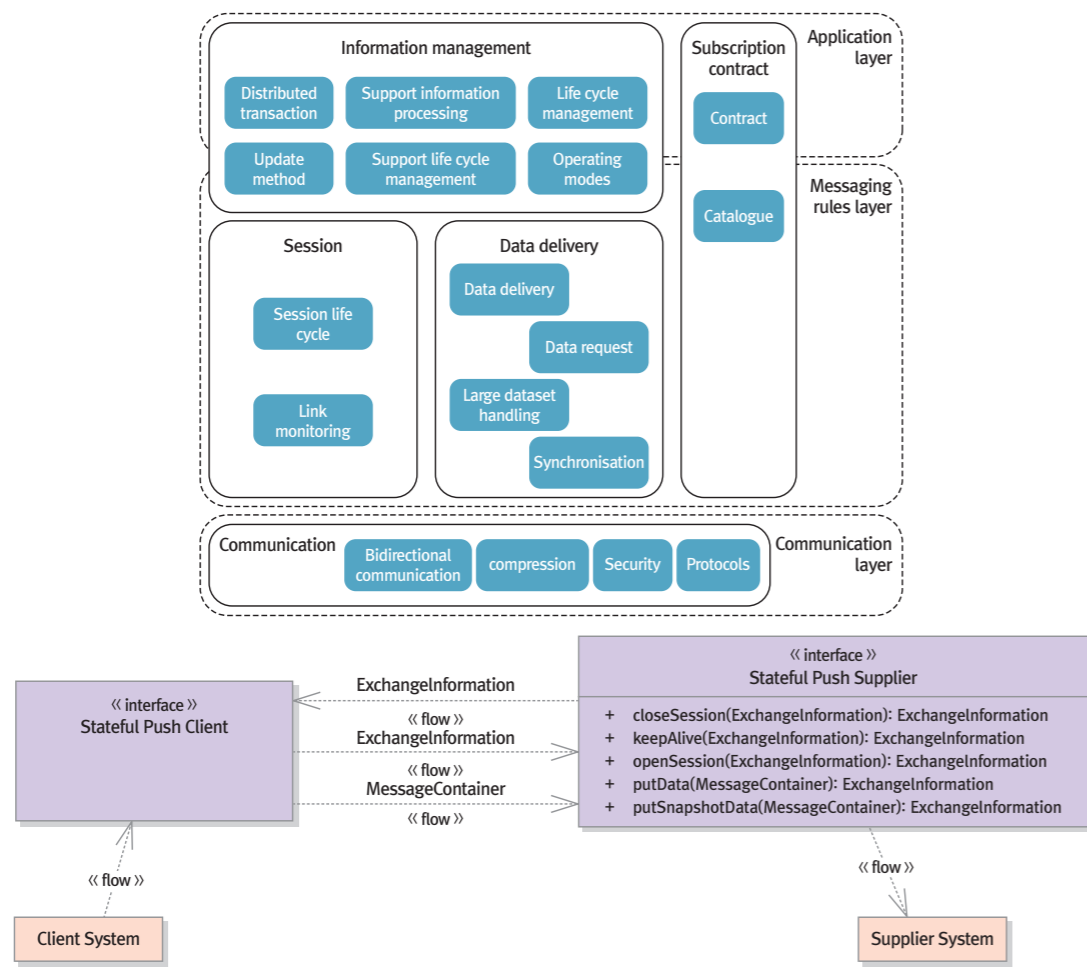 Information management
Subscription
contract
Application
layer
Distributed
transaction
Support information
processing
Life cycle
management
Contract
Update
method
Support life cycle
management
Operating
modes
Messaging
rules layer
Catalogue
Session
Data delivery
Session life
cycle
Link
monitoring
Data delivery
Data request
Large dataset
handling
Synchronisation
Communication
Bidirectional
communication
compression
Security
Protocols
Communication
layer
« interface »
Stateful Push Client
ExchangeInformation
« flow »
ExchangeInformation
« flow »
MessageContainer
« flow »
« interface »
Stateful Push Supplier
+ closeSession(ExchangeInformation): ExchangeInformation
+ keepAlive(ExchangeInformation): ExchangeInformation
+ openSession(ExchangeInformation): ExchangeInformation
+ putData(MessageContainer): ExchangeInformation
+ putSnapshotData(MessageContainer): ExchangeInformation
« flow »
« flow »
Client System
Supplier System